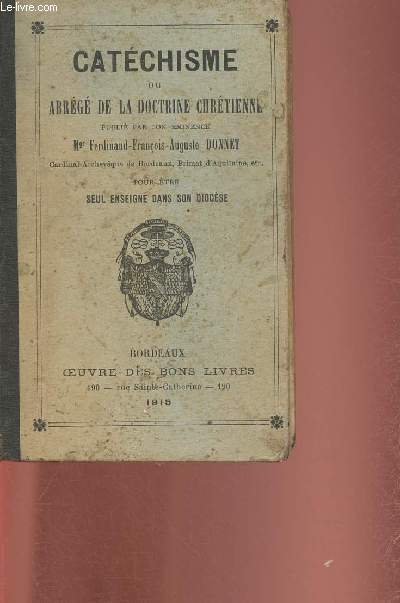 © Le-livre.com
CATÉCHISME
OU
ABRÉGÉ DE LA DOCTRINE CHRÉTIENNE
PUBLIÉ PAR SON ÉMINENCE
Mgr Ferdinand-François-Auguste DONNET
Cardinal-Archevêque de Bordeaux, Primat d'Aquitaine, etc.
POUR ÊTRE
SEUL ENSEIGNÉ DANS SON DIOCÈSE
BORDEAUX
ŒUVRE DES BONS LIVRES
190 — rue Sainte-Catherine — 190
1915